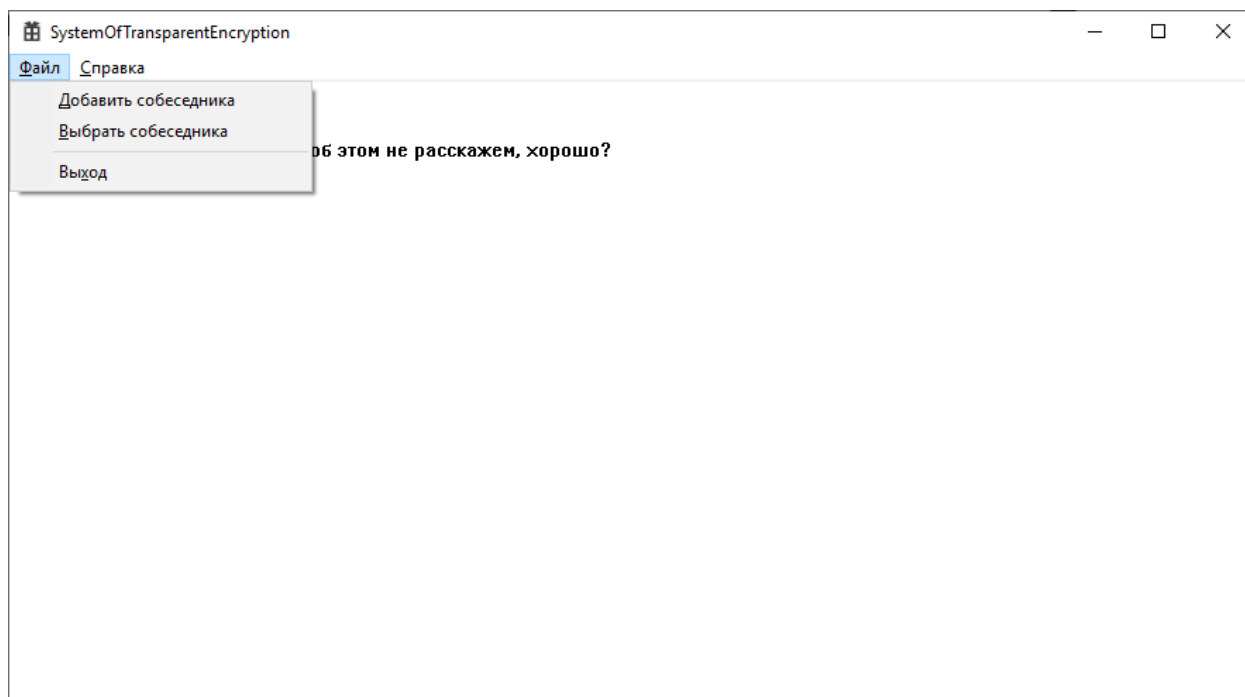 SystemOfTransparentEncryption
Файл Справка
Добавить собеседника
Выбрать собеседника
об этом не расскажем, хорошо?
Выход